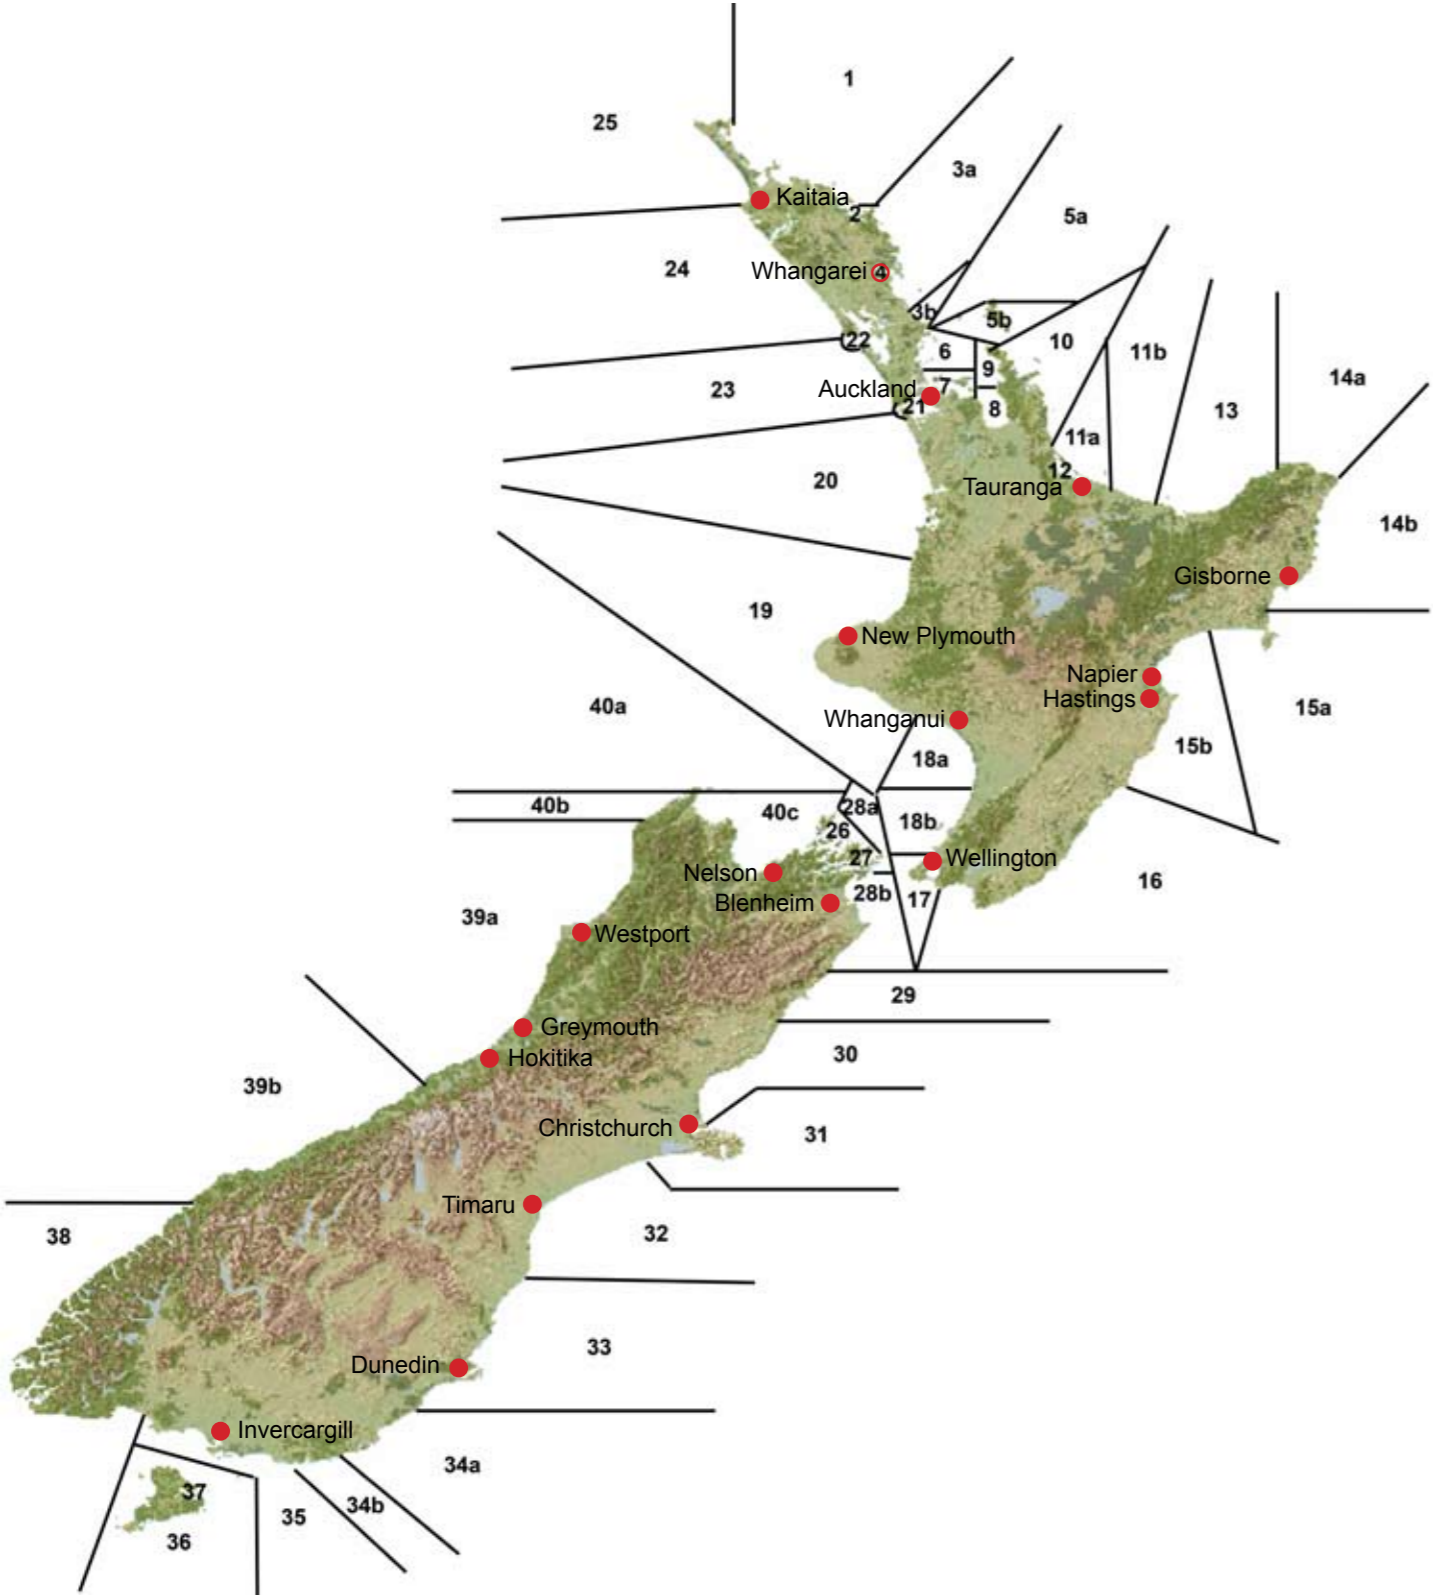 1
25
3a
Kaitaia
2
5a
24
Whangarei
4
3b
5b
22
6
10
11b
9
14a
23
Auckland
7
21
8
13
11a
12
20
Tauranga
14b
Gisborne
19
New Plymouth
Napier
Hastings
40a
15a
Whanganui
15b
18a
40b
40c
28a
18b
26
27
Wellington
Nelson
28b
16
Blenheim
17
39a
Westport
29
Greymouth
30
Hokitika
39b
Christchurch
31
Timaru
32
38
33
Dunedin
Invercargill
34a
37
34b
35
36